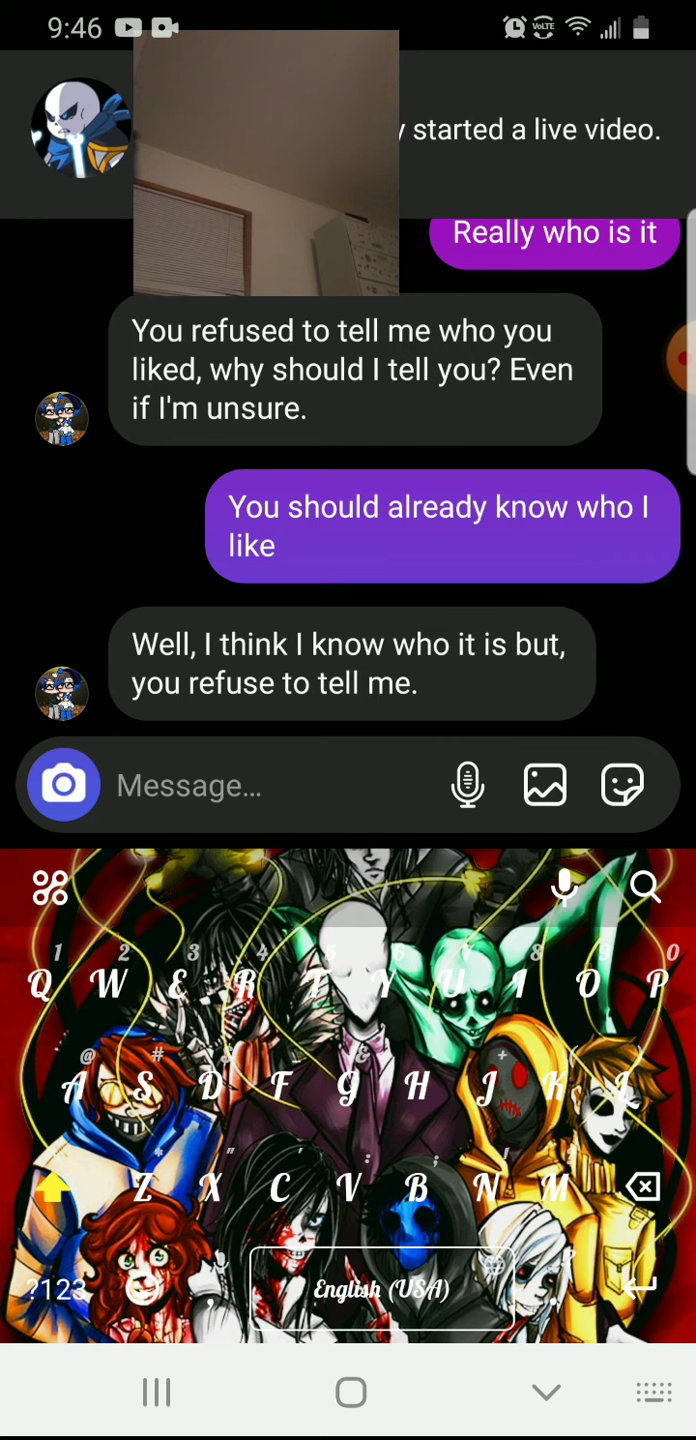 9:46
VoLTE
started a live video.
Really who is it
You refused to tell me who you
liked, why should I tell you? Even
if I'm unsure.
You should already know who I
like
Well, I think I know who it is but,
you refuse to tell me.
Message...
1 2 3 4 5 6 7 8 9 0
Q W E R T Y U I O P
@ # & + ( )
A S D F G H J K L
* " ' : ; !
Z X C V B N M
?123 , English (USA) . ?